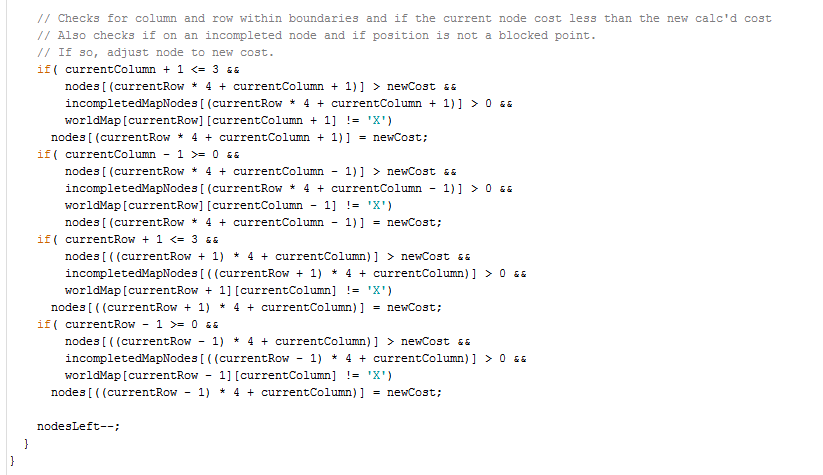 // Checks for column and row within boundaries and if the current node cost less than the new calc'd cost
// Also checks if on an incompleted node and if position is not a blocked point.
// If so, adjust node to new cost.
if( currentColumn + 1 <= 3 &&
nodes[(currentRow * 4 + currentColumn + 1)] > newCost &&
incompletedMapNodes[(currentRow * 4 + currentColumn + 1)] > 0 &&
worldMap[currentRow][currentColumn + 1] != 'X')
nodes[(currentRow * 4 + currentColumn + 1)] = newCost;
if( currentColumn - 1 >= 0 &&
nodes[(currentRow * 4 + currentColumn - 1)] > newCost &&
incompletedMapNodes[(currentRow * 4 + currentColumn - 1)] > 0 &&
worldMap[currentRow][currentColumn - 1] != 'X')
nodes[(currentRow * 4 + currentColumn - 1)] = newCost;
if( currentRow + 1 <= 3 &&
nodes[((currentRow + 1) * 4 + currentColumn)] > newCost &&
incompletedMapNodes[((currentRow + 1) * 4 + currentColumn)] > 0 &&
worldMap[currentRow + 1][currentColumn] != 'X')
nodes[((currentRow + 1) * 4 + currentColumn)] = newCost;
if( currentRow - 1 >= 0 &&
nodes[((currentRow - 1) * 4 + currentColumn)] > newCost &&
incompletedMapNodes[((currentRow - 1) * 4 + currentColumn)] > 0 &&
worldMap[currentRow - 1][currentColumn] != 'X')
nodes[((currentRow - 1) * 4 + currentColumn)] = newCost;
nodesLeft--;
}
}